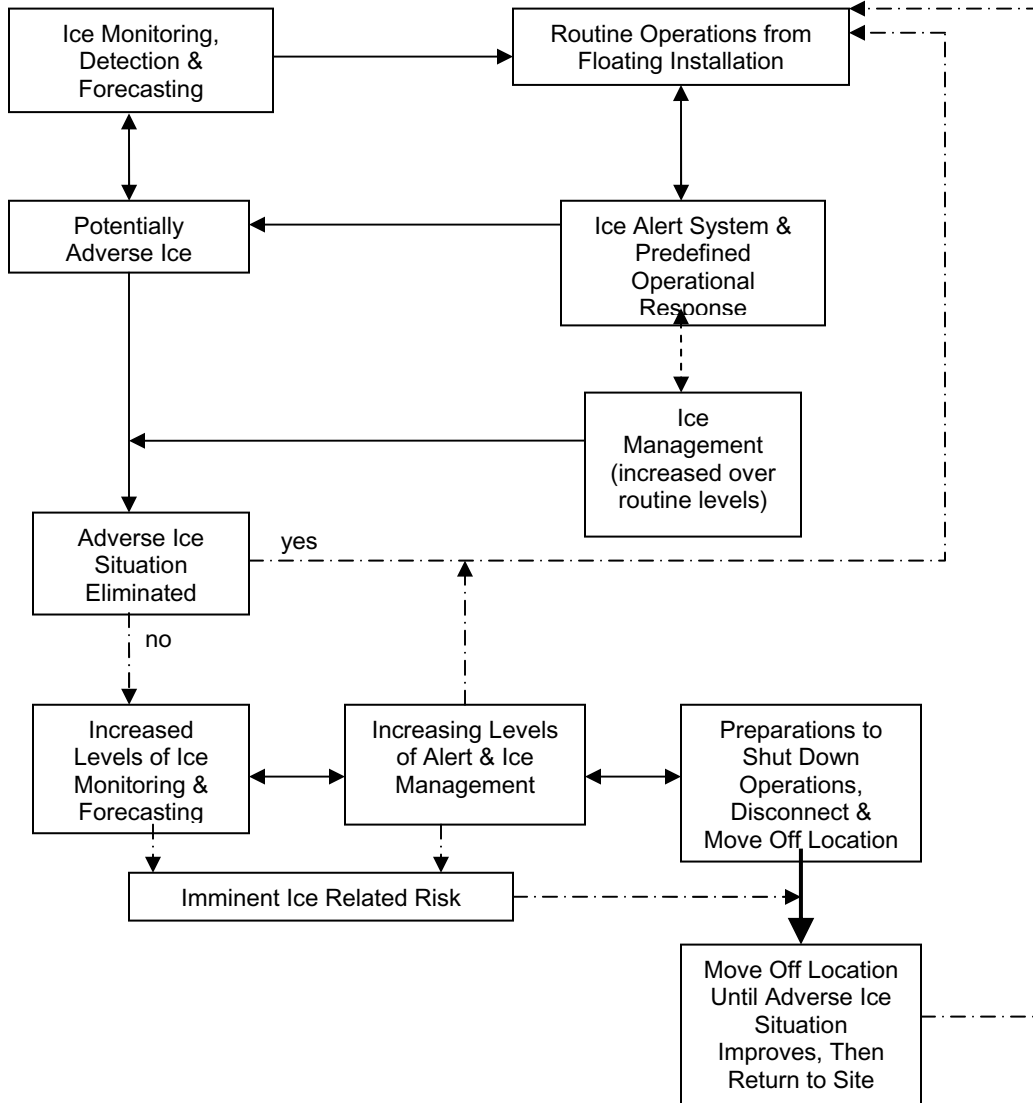 Ice Monitoring,
Detection &
Forecasting
Routine Operations from
Floating Installation
Potentially
Adverse Ice
Ice Alert System &
Predefined
Operational
Response
Ice
Management
(increased over
routine levels)
Adverse Ice
Situation
Eliminated
yes
no
Increased
Levels of Ice
Monitoring &
Forecasting
Increasing Levels
of Alert & Ice
Management
Preparations to
Shut Down
Operations,
Disconnect &
Move Off Location
Imminent Ice Related Risk
Move Off Location
Until Adverse Ice
Situation
Improves, Then
Return to Site